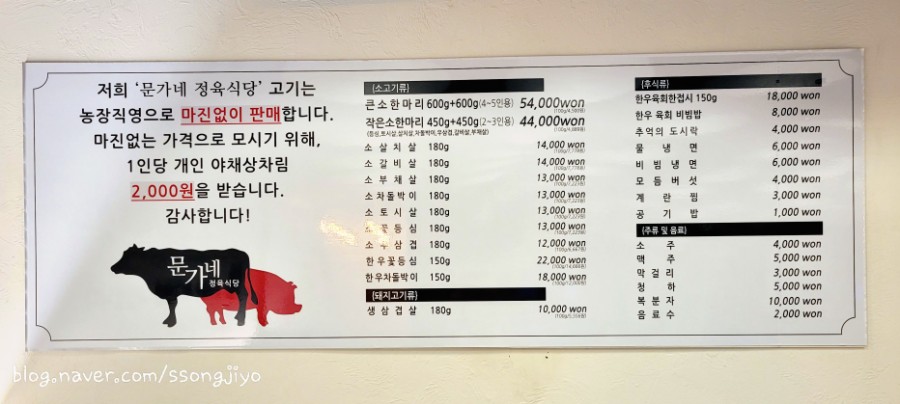 저희 '문가네 정육식당' 고기는
농장직영으로 마진없이 판매합니다.
마진없는 가격으로 모시기 위해,
1인당 개인 야채상차림
2,000원을 받습니다.
감사합니다!
문가네
정육식당
(소고기류)
큰소한마리 600g+600g(4~5인용) 54,000won
작은소한마리 450g+450g(2~3인용) 44,000won
소살치살 180g 14,000 won
소갈비살 180g 14,000 won
소부채살 180g 13,000 won
소차돌박이 180g 13,000 won
소토시살 180g 13,000 won
소꽃등심 180g 13,000 won
소우삼겹 180g 12,000 won
한우꽃등심 150g 22,000 won
한우차돌박이 150g 18,000 won
(돼지고기류)
생삼겹살 180g 10,000 won
(후식류)
한우육회한접시 150g 18,000 won
한우 육회 비빔밥 8,000 won
추억의 도시락 4,000 won
물냉면 6,000 won
비빔냉면 6,000 won
모듬버섯 4,000 won
계란찜 3,000 won
공기밥 1,000 won
(주류 및 음료)
소주 4,000 won
맥주 5,000 won
막걸리 3,000 won
청하 5,000 won
복분자 10,000 won
음료수 2,000 won
blog.naver.com/ssongjiyo